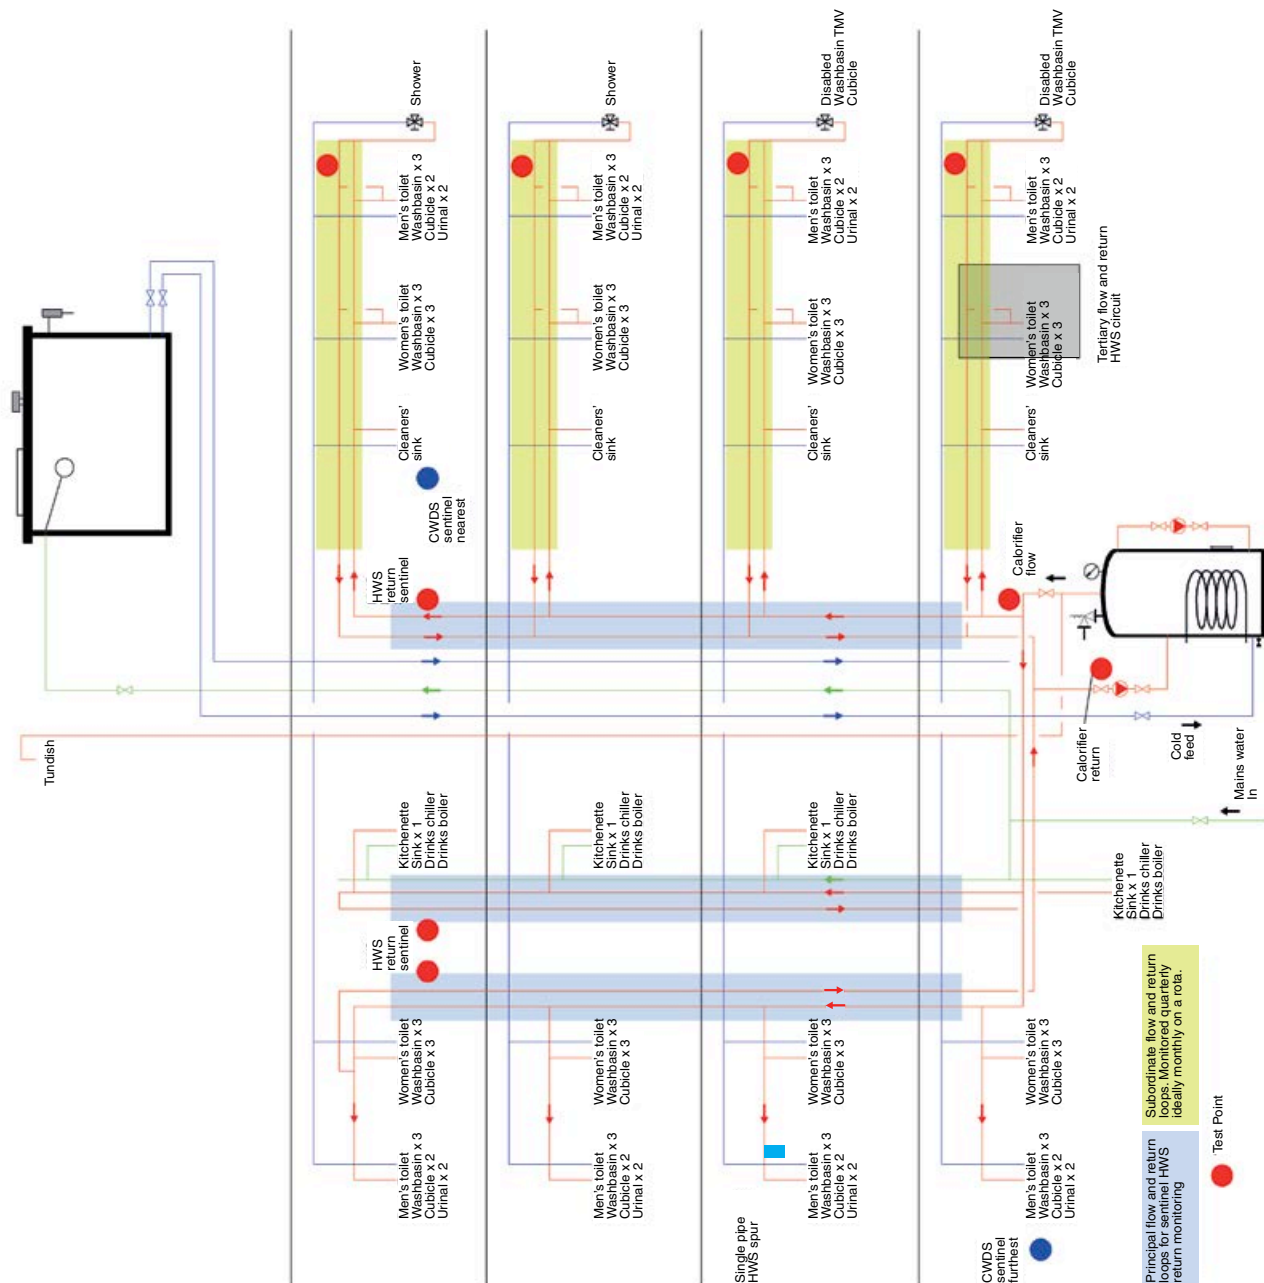 Tundish
Shower
Men's toilet
Washbasin x 3
Cubicle x 2
Urinal x 2
Women's toilet
Washbasin x 3
Cubicle x 3
Cleaners'
sink
CWDS
sentinel
nearest
HWS
return
sentinel
Kitchenette
Sink x 1
Drinks chiller
Drinks boiler
HWS
return
sentinel
Women's toilet
Washbasin x 3
Cubicle x 3
Men's toilet
Washbasin x 3
Cubicle x 2
Urinal x 2
Shower
Men's toilet
Washbasin x 3
Cubicle x 2
Urinal x 2
Women's toilet
Washbasin x 3
Cubicle x 3
Cleaners'
sink
Kitchenette
Sink x 1
Drinks chiller
Drinks boiler
Women's toilet
Washbasin x 3
Cubicle x 3
Men's toilet
Washbasin x 3
Cubicle x 2
Urinal x 2
Disabled
Washbasin TMV
Cubicle
Men's toilet
Washbasin x 3
Cubicle x 2
Urinal x 2
Women's toilet
Washbasin x 3
Cubicle x 3
Cleaners'
sink
Kitchenette
Sink x 1
Drinks chiller
Drinks boiler
Women's toilet
Washbasin x 3
Cubicle x 3
Men's toilet
Washbasin x 3
Cubicle x 2
Urinal x 2
Single pipe
HWS spur
Disabled
Washbasin TMV
Cubicle
Men's toilet
Washbasin x 3
Cubicle x 2
Urinal x 2
Women's toilet
Washbasin x 3
Cubicle x 3
Tertiary flow and return
HWS circuit
Cleaners'
sink
Calorifier
flow
Calorifier
return
Cold
feed
Mains water
In
Kitchenette
Sink x 1
Drinks chiller
Drinks boiler
Women's toilet
Washbasin x 3
Cubicle x 3
Men's toilet
Washbasin x 3
Cubicle x 2
Urinal x 2
CWDS
sentinel
furthest
Principal flow and return
loops for sentinel HWS
return monitoring
Subordinate flow and return
loops. Monitored quarterly
ideally monthly on a rota.
Test Point